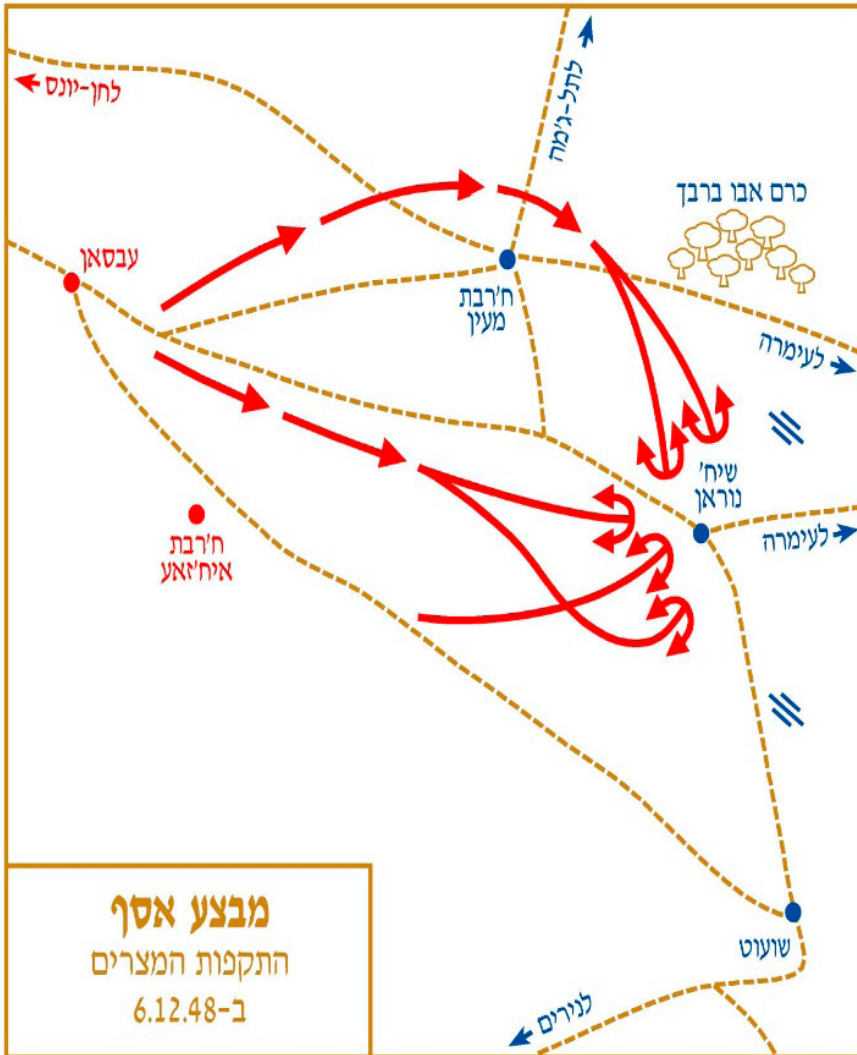 לתל-ג'מה
לחן-יונס
כרם אבו ברבך
עבסאן
ח'רבת
מעין
לעימרה
שיח'
נוראן
לעימרה
ח'רבת
איח'זאע
שועוט
לנירים
מבצע אסף
התקפות המצרים
ב-6.12.48